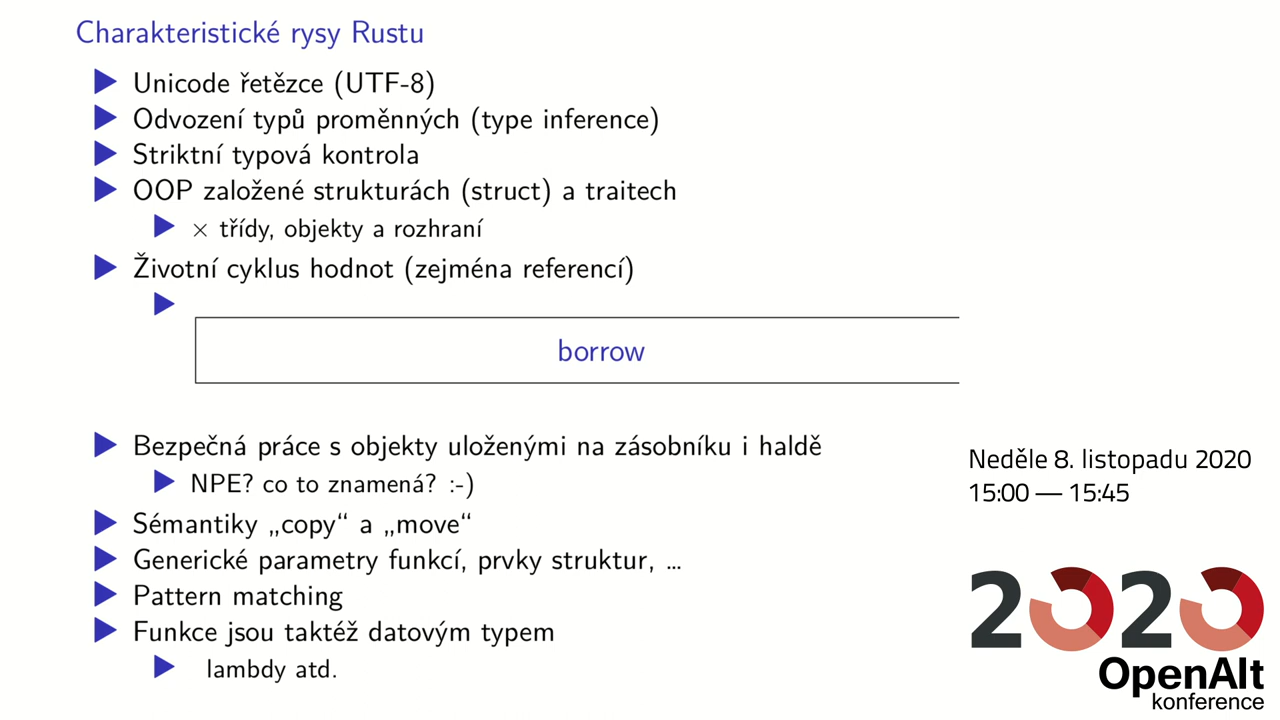 Charakteristické rysy Rustu
Unicode řetězce (UTF-8)
Odvození typů proměnných (type inference)
Striktní typová kontrola
OOP založené strukturách (struct) a traitech
× třídy, objekty a rozhraní
Životní cyklus hodnot (zejména referencí)
borrow
Bezpečná práce s objekty uloženými na zásobníku i haldě
NPE? co to znamená? :-)
Sémantiky „copy“ a „move“
Generické parametry funkcí, prvky struktur, …
Pattern matching
Funkce jsou taktéž datovým typem
lambdy atd.
Neděle 8. listopadu 2020
15:00 — 15:45
2020
OpenAlt
konference